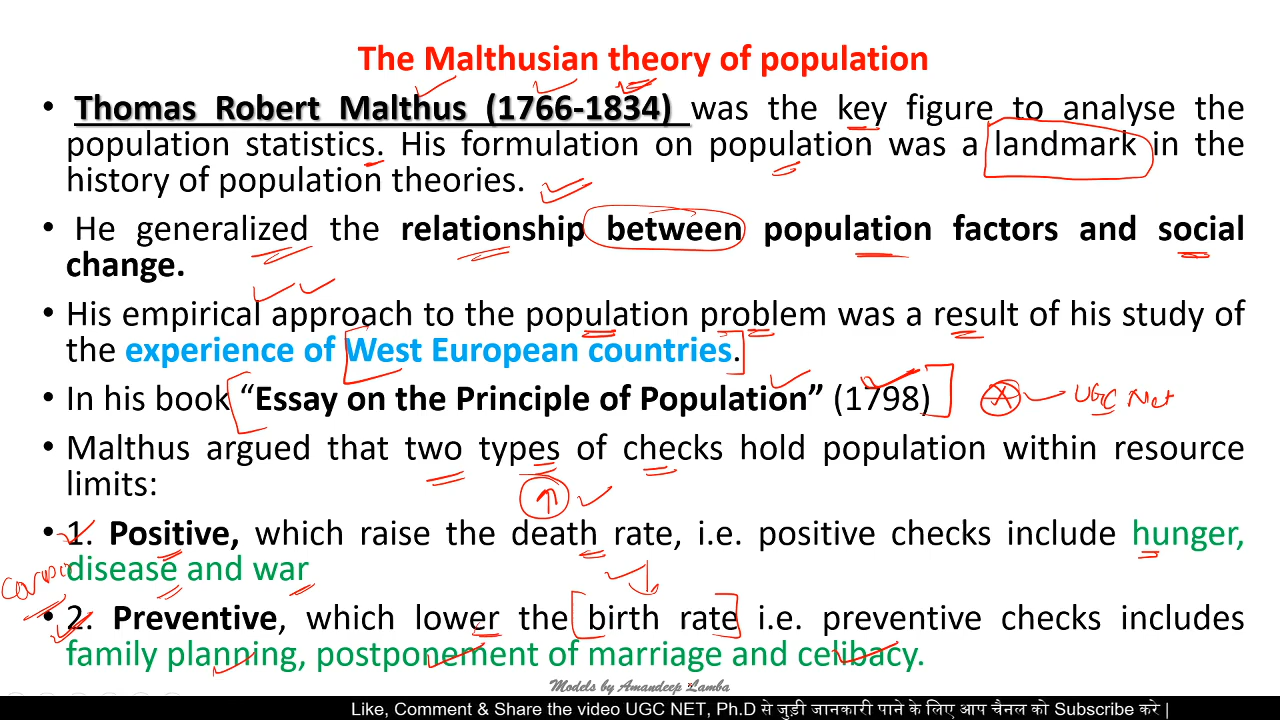 The Malthusian theory of population
• Thomas Robert Malthus (1766-1834) was the key figure to analyse the
population statistics. His formulation on population was a landmark in the
history of population theories.
• He generalized the relationship between population factors and social
change.
• His empirical approach to the population problem was a result of his study of
the experience of West European countries.
• In his book “Essay on the Principle of Population” (1798) UGC Net
• Malthus argued that two types of checks hold population within resource
limits:
• 1. Positive, which raise the death rate, i.e. positive checks include hunger,
disease and war
• 2. Preventive, which lower the birth rate i.e. preventive checks includes
family planning, postponement of marriage and celibacy.
Models by Amandeep Lamba
Like, Comment & Share the video UGC NET, Ph.D से जुड़ी जानकारी पाने के लिए आप चैनल को Subscribe करे |